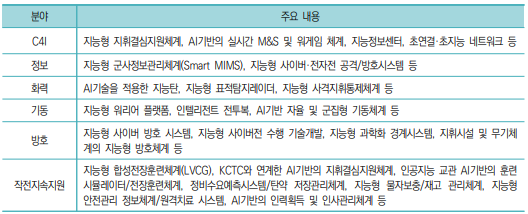 분야 주요 내용
C4I 지능형 지휘결심지원체계, AI기반의 실시간 M&S 및 워게임 체계, 지능정보센터, 초연결·초지능 네트워크 등
정보 지능형 군사정보관리체계(Smart MIMS), 지능형 사이버·전자전 공격/방호시스템 등
화력 AI기술을 적용한 지능탄, 지능형 표적탐지레이더, 지능형 사격지휘통제체계 등
기동 지능형 워리어 플랫폼, 인텔리전트 전투복, AI기반 자율 및 군집형 기동체계 등
방호 지능형 사이버 방호 시스템, 지능형 사이버전 수행 기술개발, 지능형 과학화 경계시스템, 지휘시설 및 무기체
계의 지능형 방호체계 등
작전지속지원 지능형 합성전장훈련체계(LVCG), KCTC와 연계한 AI기반의 지휘결심지원체계, 인공지능 교관 AI기반의 훈련
시뮬레이터/전장훈련체계, 정비수요예측시스템/탄약 저장관리체계, 지능형 물자보충/재고 관리체계, 지능형
안전관리 정보체계/원격치료 시스템, AI기반의 인력획득 및 인사관리체계 등